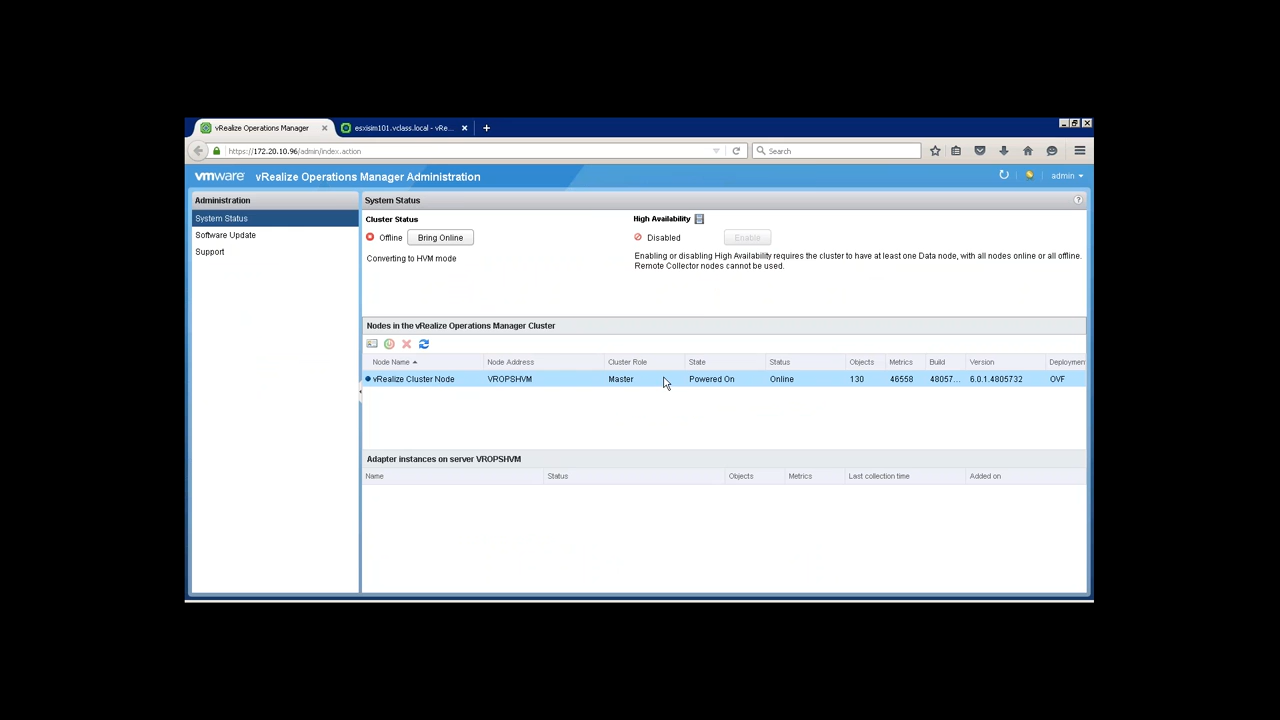 vRealize Operations Manager
esxisim101.vclass.local - vRe...
https://172.20.10.96/admin/index.action
Search
vmware vRealize Operations Manager Administration
admin
Administration
System Status
Software Update
Support
System Status
Cluster Status
Offline
Bring Online
Converting to HVM mode
High Availability
Disabled
Enable
Enabling or disabling High Availability requires the cluster to have at least one Data node, with all nodes online or all offline.
Remote Collector nodes cannot be used.
Nodes in the vRealize Operations Manager Cluster
Node Name Node Address Cluster Role State Status Objects Metrics Build Version Deploymen
vRealize Cluster Node VROPSHVM Master Powered On Online 130 46558 48057... 6.0.1.4805732 OVF
Adapter instances on server VROPSHVM
Name Status Objects Metrics Last collection time Added on